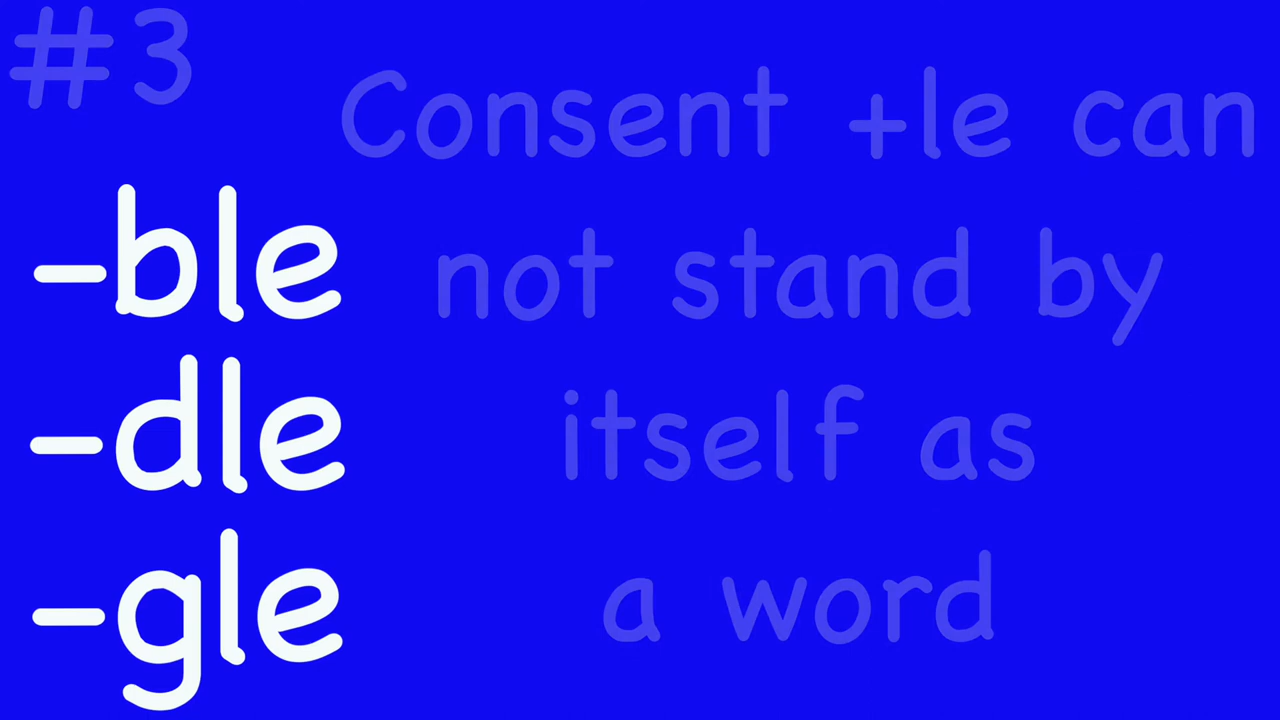 #3
Consent +le can
not stand by
itself as
a word
-ble
-dle
-gle